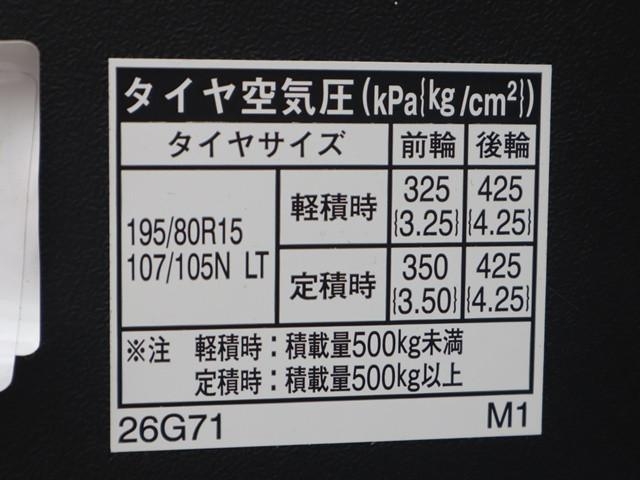 タイヤ空気圧(kPa{kg/cm²})
タイヤサイズ 前輪 後輪
195/80R15
107/105N LT
軽積時 325 425
{3.25} {4.25}
定積時 350 425
{3.50} {4.25}
※注 軽積時:積載量500kg未満
定積時:積載量500kg以上
26G71 M1